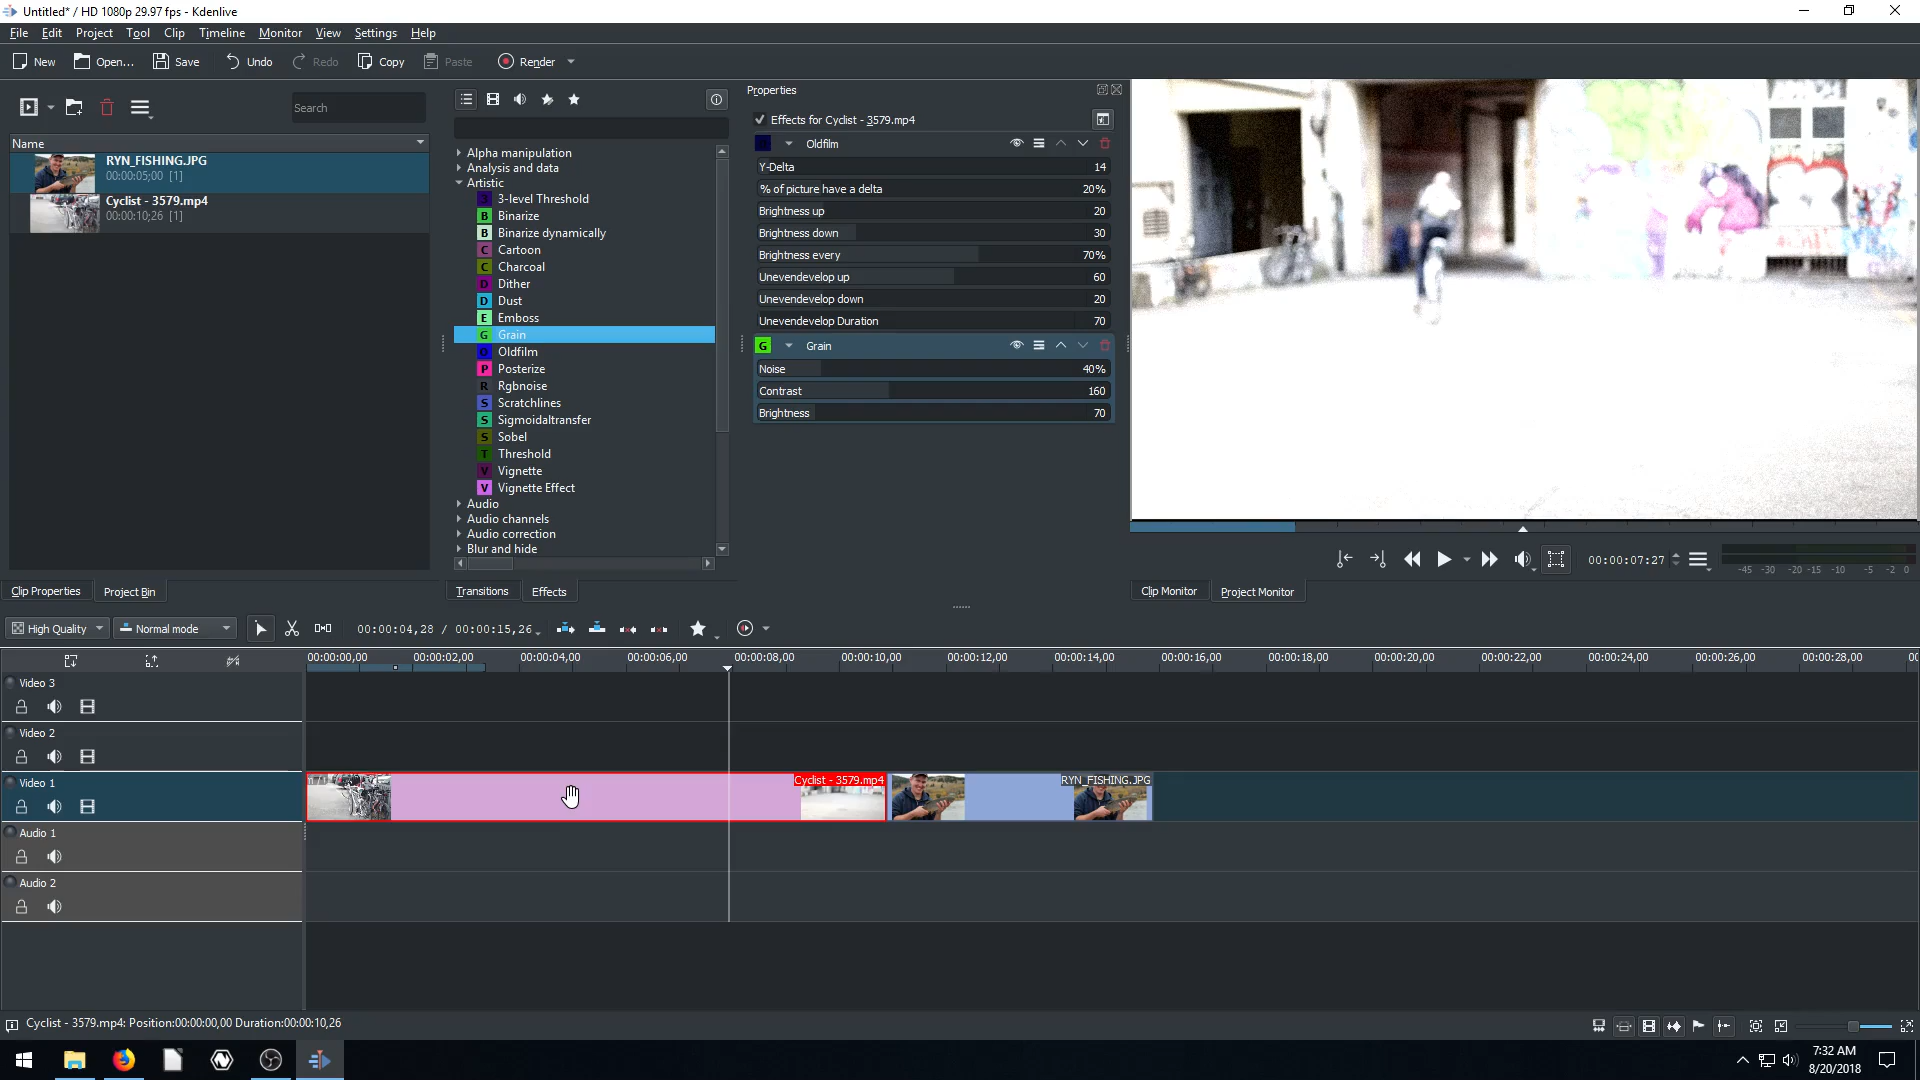 Untitled* / HD 1080p 29.97 fps - Kdenlive
File Edit Project Tool Clip Timeline Monitor View Settings Help
New Open... Save Undo Redo Copy Paste Render
Search
Name
RYN_FISHING.JPG
00:00:05;00 [1]
Cyclist - 3579.mp4
00:00:10;26 [1]
Clip Properties Project Bin
Alpha manipulation
Analysis and data
Artistic
3 3-level Threshold
B Binarize
B Binarize dynamically
C Cartoon
C Charcoal
D Dither
D Dust
E Emboss
G Grain
O Oldfilm
P Posterize
R Rgbnoise
S Scratchlines
S Sigmoidaltransfer
S Sobel
T Threshold
V Vignette
V Vignette Effect
Audio
Audio channels
Audio correction
Blur and hide
Transitions Effects
Properties
Effects for Cyclist - 3579.mp4
Oldfilm
Y-Delta 14
% of picture have a delta 20%
Brightness up 20
Brightness down 30
Brightness every 70%
Unevendevelop up 60
Unevendevelop down 20
Unevendevelop Duration 70
G Grain
Noise 40%
Contrast 160
Brightness 70
00:00:07:27
-45 -30 -20 -15 -10 -5 -2 0
Clip Monitor Project Monitor
High Quality Normal mode 00:00:04,28 / 00:00:15,26
00:00:00,00 00:00:02,00 00:00:04,00 00:00:06,00 00:00:08,00 00:00:10,00 00:00:12,00 00:00:14,00 00:00:16,00 00:00:18,00 00:00:20,00 00:00:22,00 00:00:24,00 00:00:26,00 00:00:28,00 00
Video 3
Video 2
Video 1
Cyclist - 3579.mp4 RYN_FISHING.JPG
Audio 1
Audio 2
Cyclist - 3579.mp4: Position:00:00:00,00 Duration:00:00:10,26
7:32 AM
8/20/2018